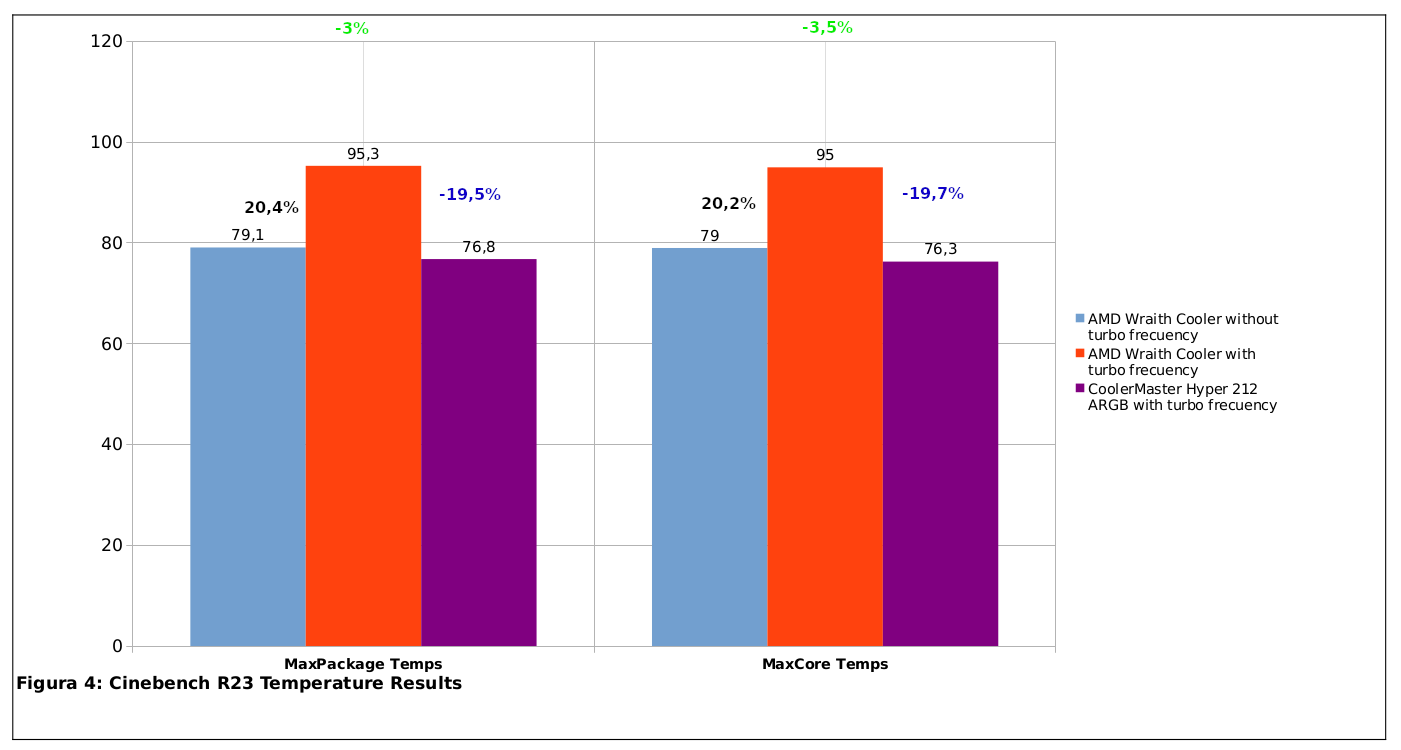 -3%
-3,5%
120
100
80
60
40
20
0
95,3
95
20,4%
-19,5%
20,2%
-19,7%
79,1
76,8
79
76,3
AMD Wraith Cooler without
turbo frecuency
AMD Wraith Cooler with
turbo frecuency
CoolerMaster Hyper 212
ARGB with turbo frecuency
MaxPackage Temps
MaxCore Temps
Figura 4: Cinebench R23 Temperature Results